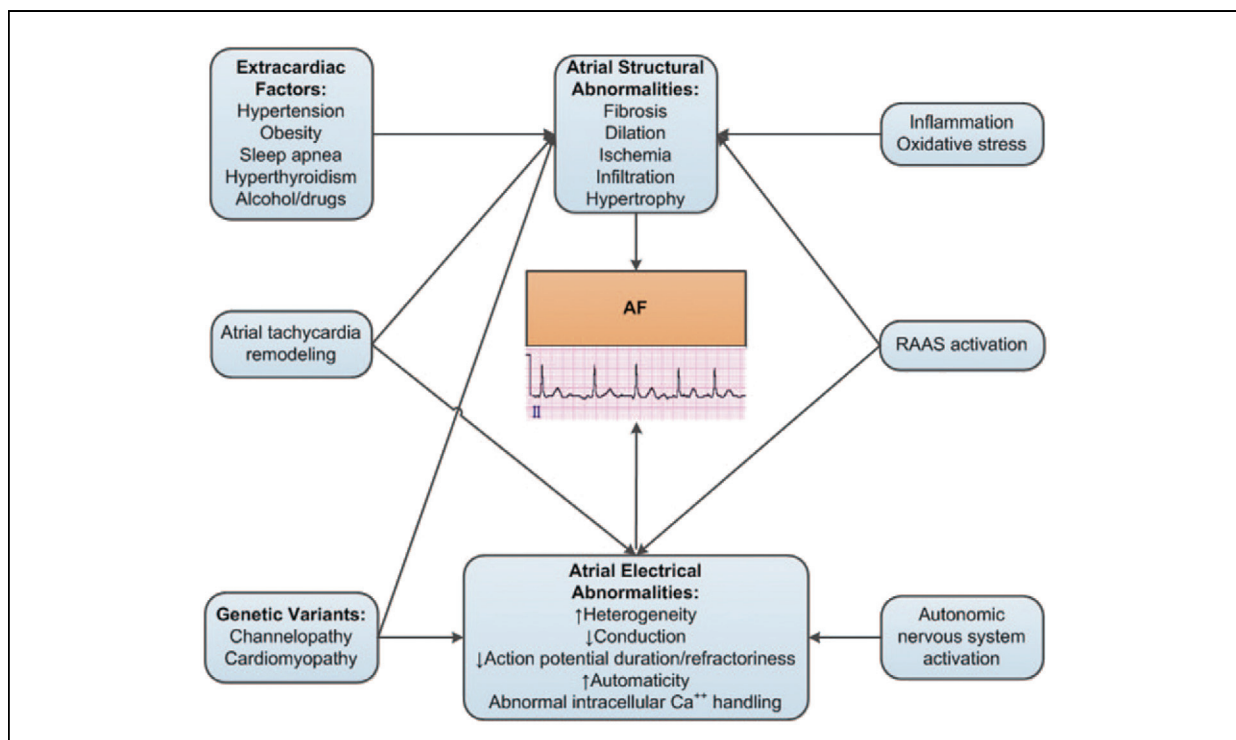 Extracardiac
Factors:
Hypertension
Obesity
Sleep apnea
Hyperthyroidism
Alcohol/drugs
Atrial Structural
Abnormalities:
Fibrosis
Dilation
Ischemia
Infiltration
Hypertrophy
Inflammation
Oxidative stress
Atrial tachycardia
remodeling
AF
II
RAAS activation
Genetic Variants:
Channelopathy
Cardiomyopathy
Atrial Electrical
Abnormalities:
↑Heterogeneity
↓Conduction
↓Action potential duration/refractoriness
↑Automaticity
Abnormal intracellular Ca⁺⁺ handling
Autonomic
nervous system
activation